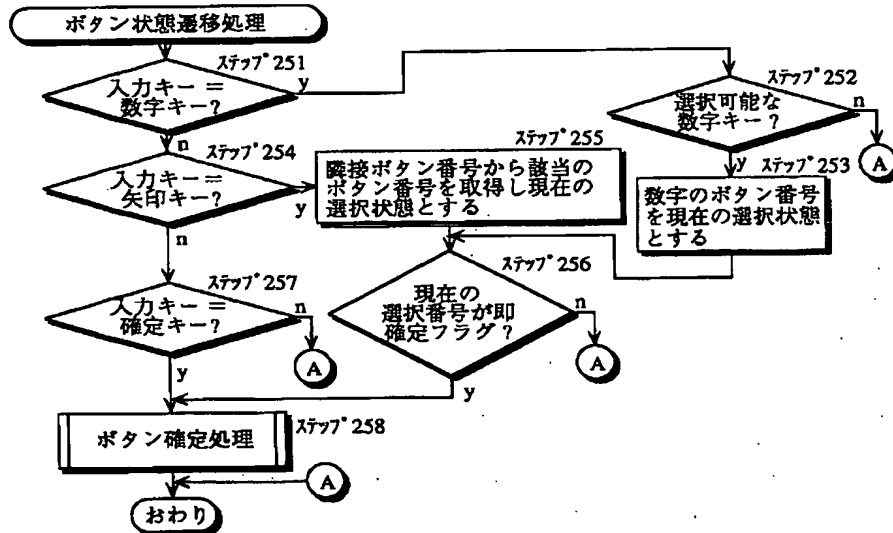 ボタン状態遷移処理
ステップ251
入力キー＝
数字キー？
y
n
ステップ252
選択可能な
数字キー？
n
A
y
ステップ253
数字のボタン番号
を現在の選択状態
とする
ステップ254
入力キー＝
矢印キー？
y
n
ステップ255
隣接ボタン番号から該当の
ボタン番号を取得し現在の
選択状態とする
ステップ256
現在の
選択番号が即
確定フラグ？
n
A
y
ステップ257
入力キー＝
確定キー？
n
A
y
ステップ258
ボタン確定処理
A
おわり